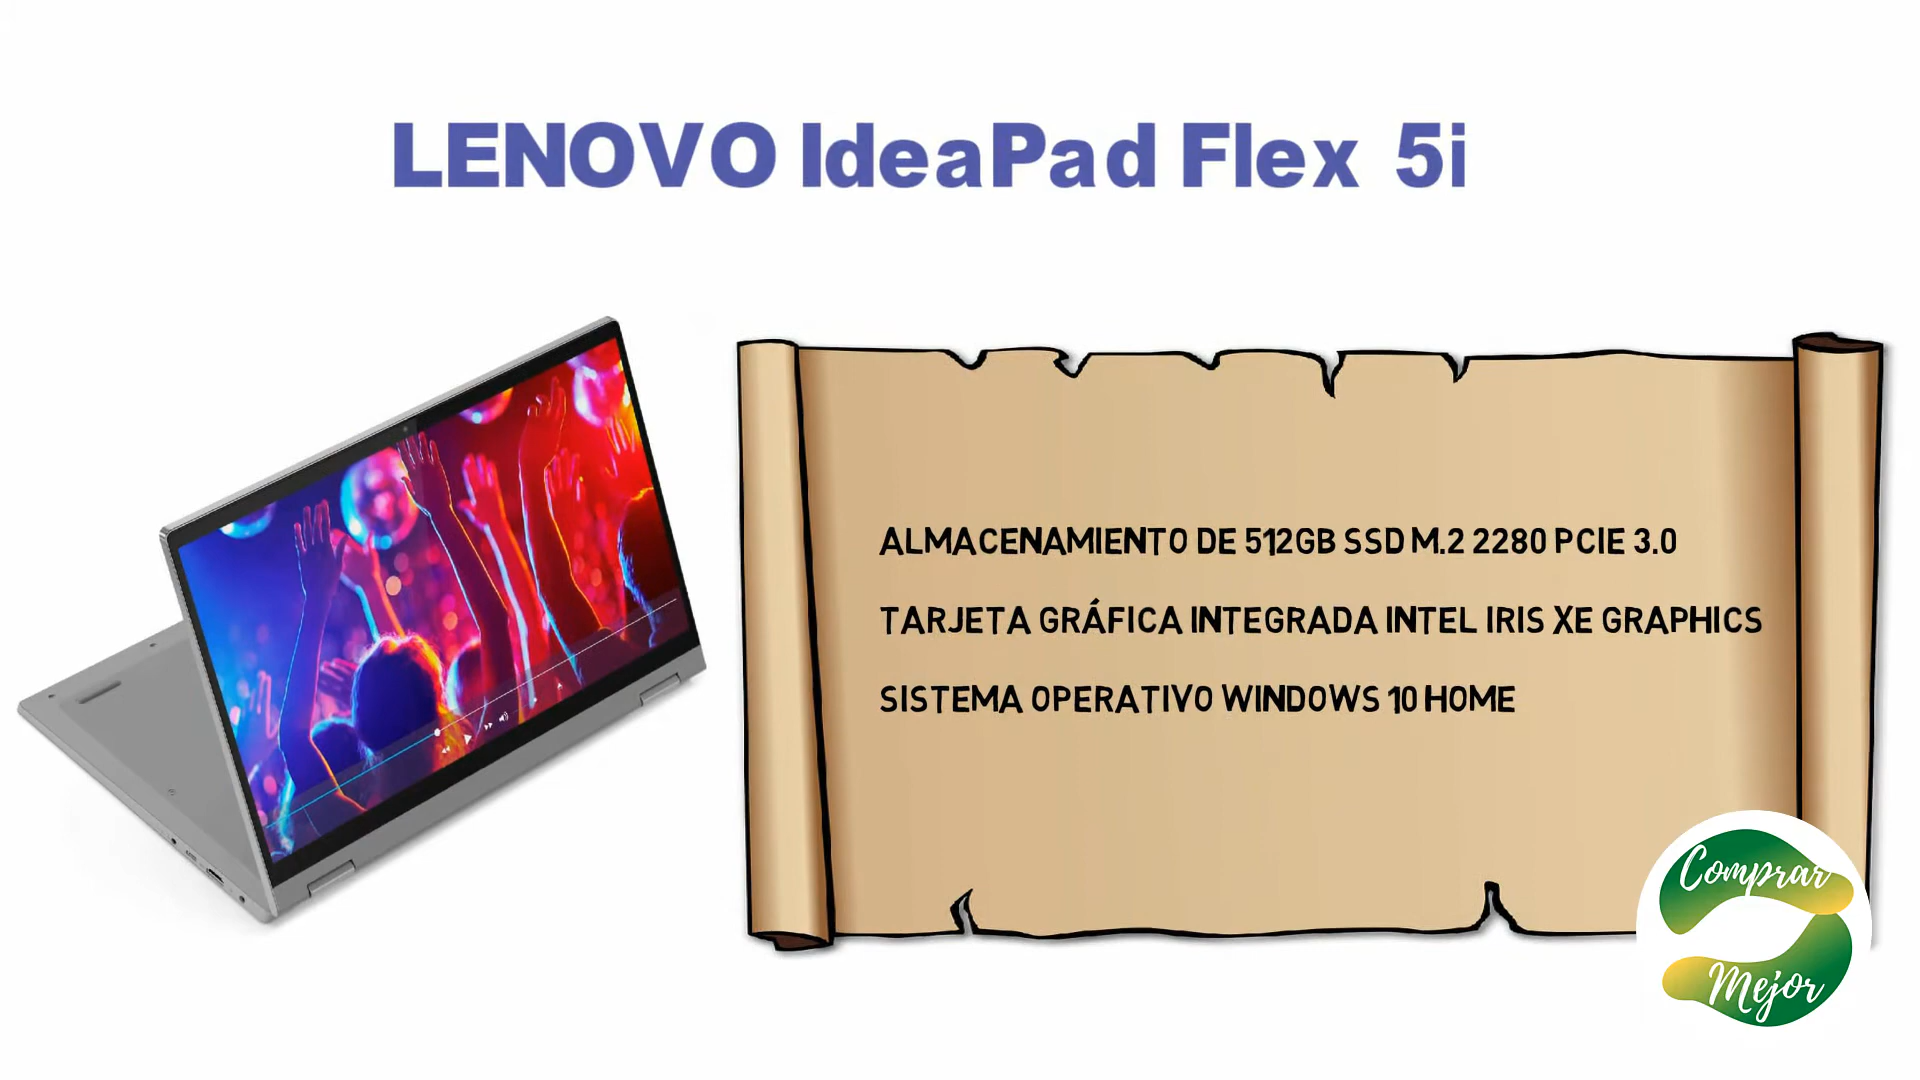 LENOVO IdeaPad Flex 5i
ALMACENAMIENTO DE 512GB SSD M.2 2280 PCIE 3.0
TARJETA GRÁFICA INTEGRADA INTEL IRIS XE GRAPHICS
SISTEMA OPERATIVO WINDOWS 10 HOME
Comprar
Mejor